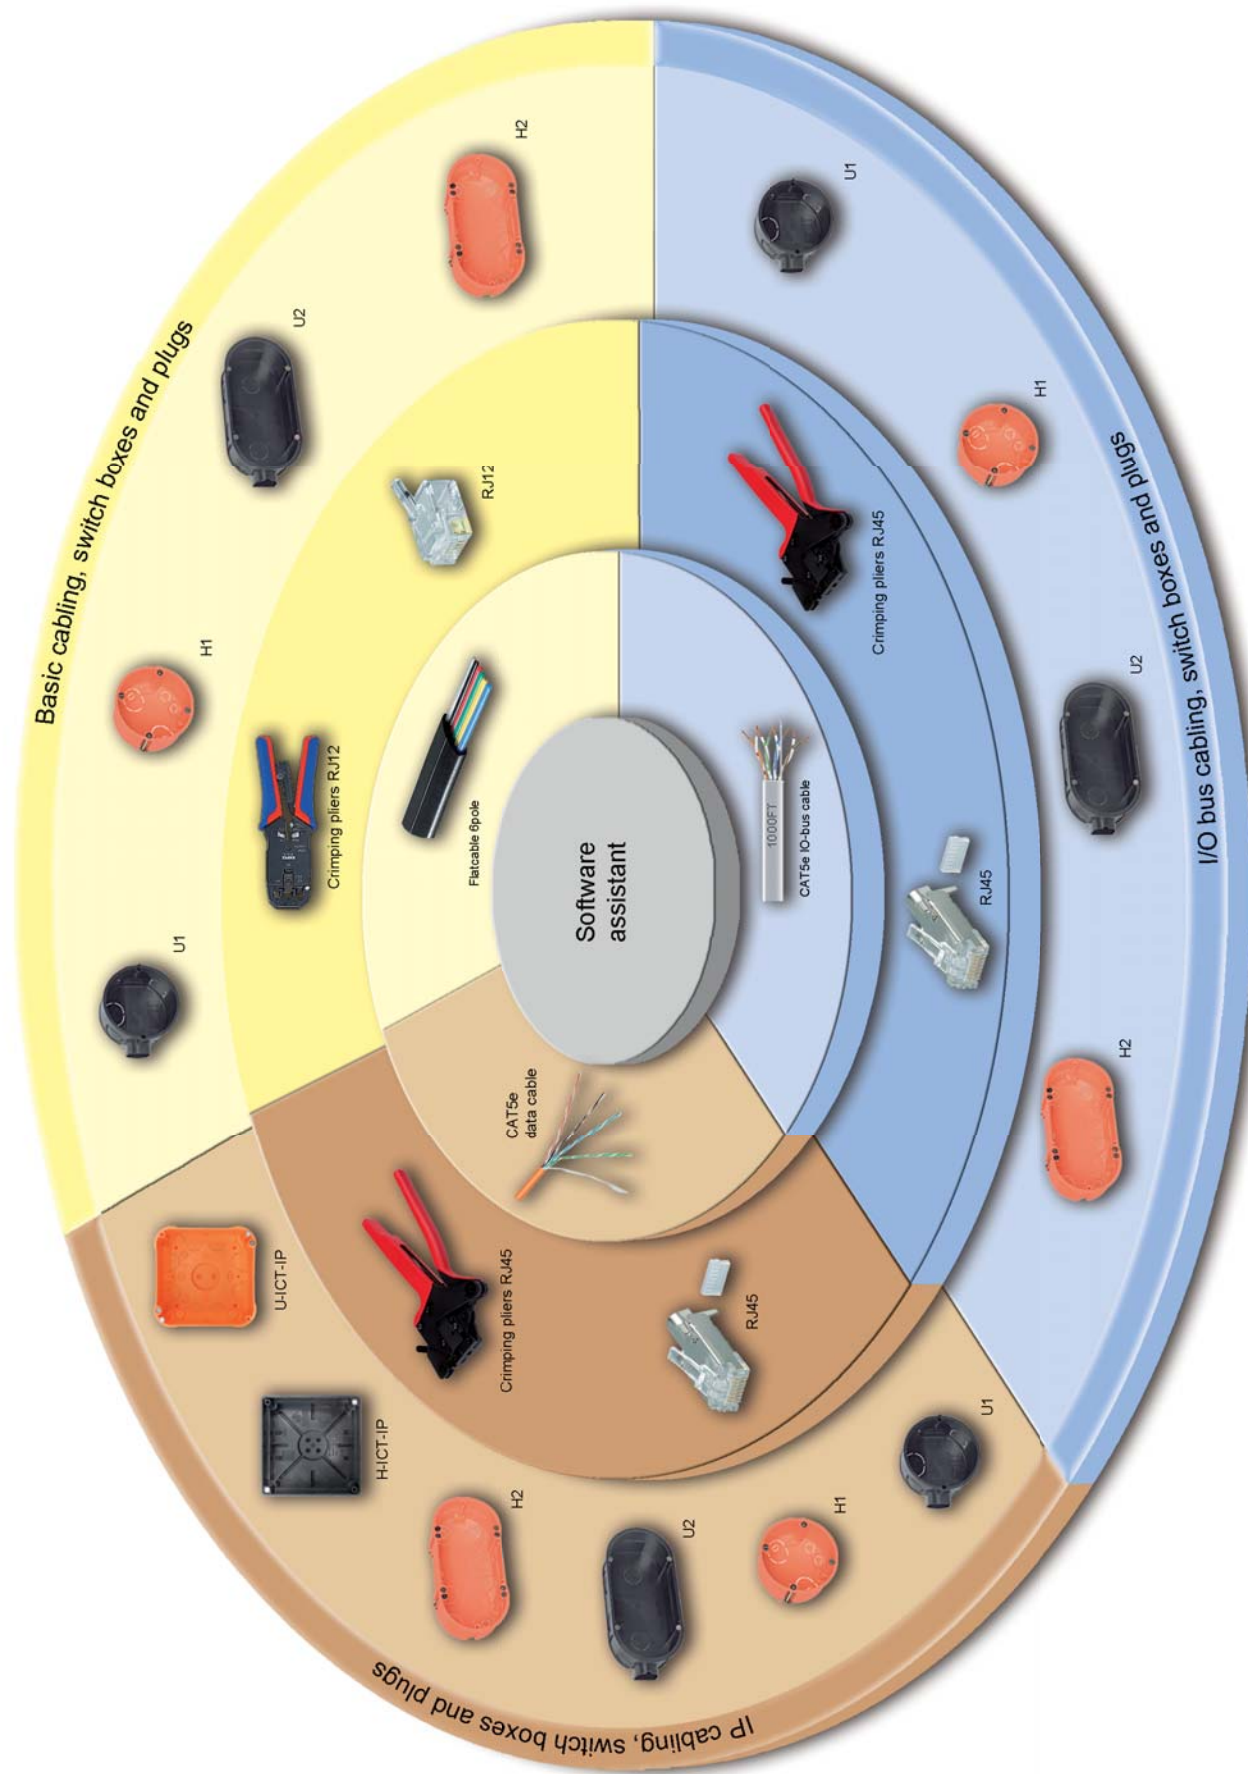 Basic cabling, switch boxes and plugs
U1
H1
U2
H2
Crimping pliers RJ12
RJ12
Flatcable 6pole
Software
assistant
CAT5e
data cable
1000FT
CAT5e IO-bus cable
Crimping pliers RJ45
RJ45
U-ICT-IP
H-ICT-IP
H2
U2
H1
U1
IP cabling, switch boxes and plugs
RJ45
Crimping pliers RJ45
H2
U2
H1
U1
I/O bus cabling, switch boxes and plugs